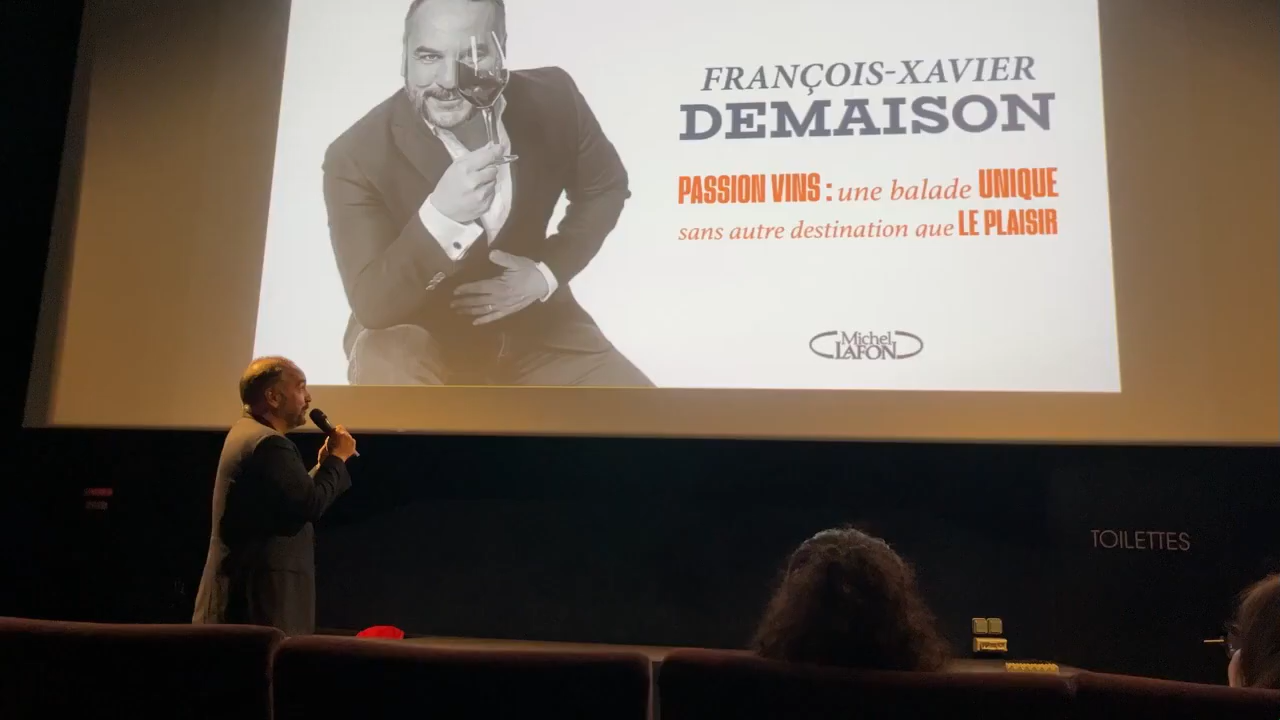 FRANÇOIS-XAVIER
DEMAISON
PASSION VINS : une balade UNIQUE
sans autre destination que LE PLAISIR
Michel
LAFON
TOILETTES